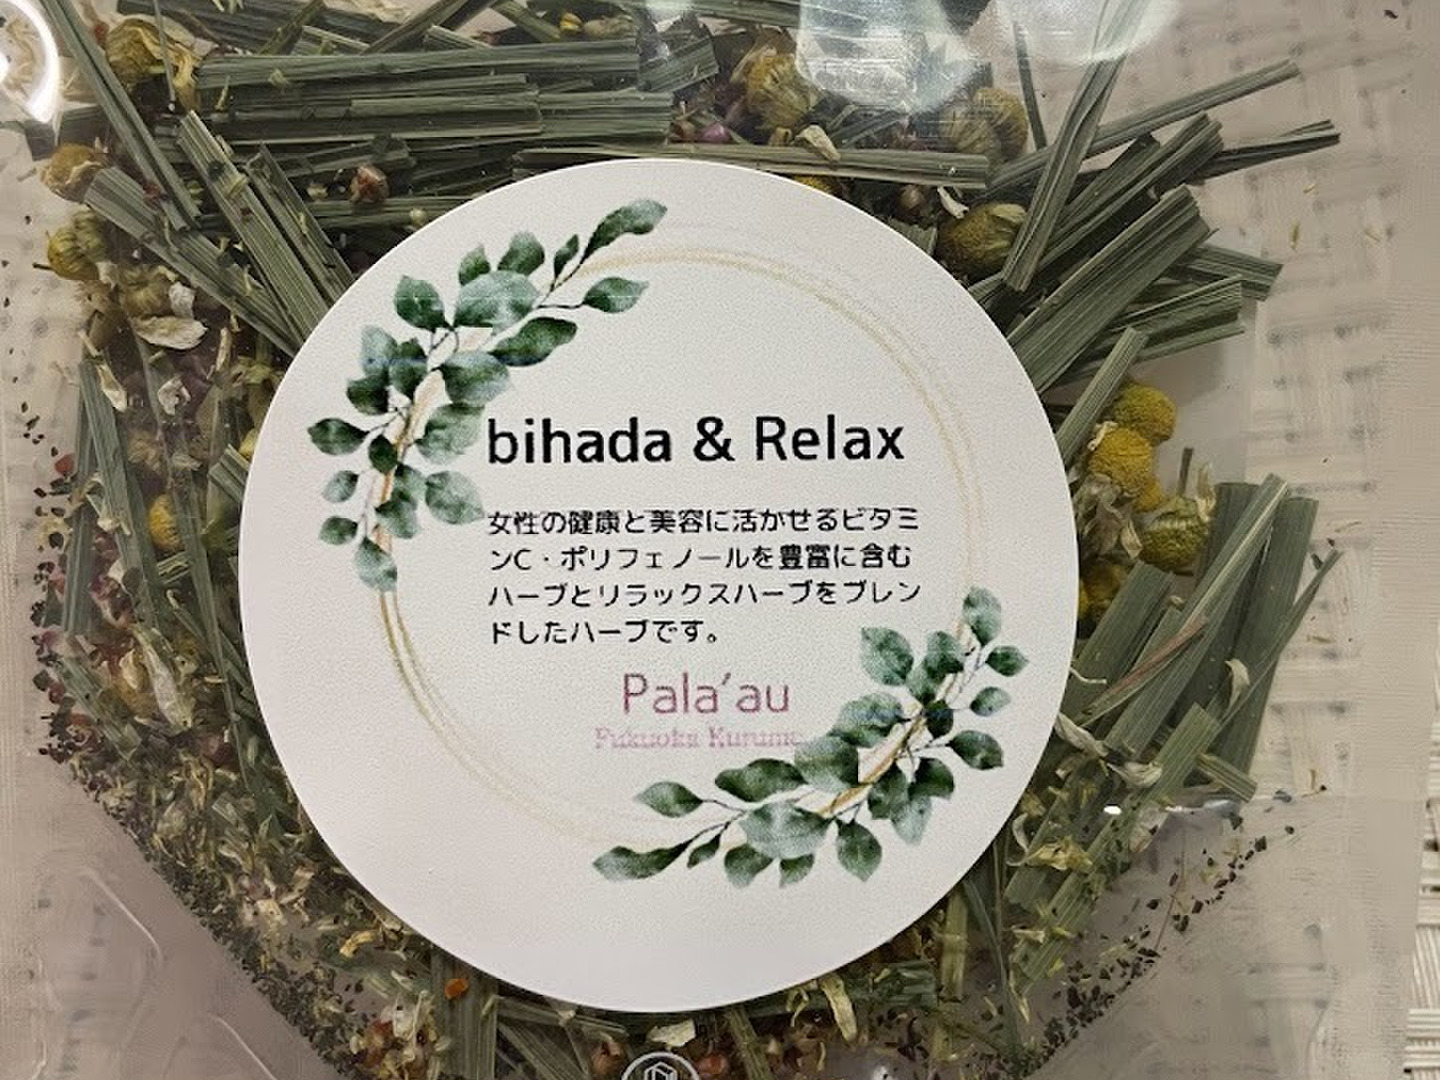 bihada & Relax
女性の健康と美容に活かせるビタミ
ンC・ポリフェノールを豊富に含む
ハーブとリラックスハーブをブレン
ドしたハーブです。
Pala’au
Fukuoka Kurume